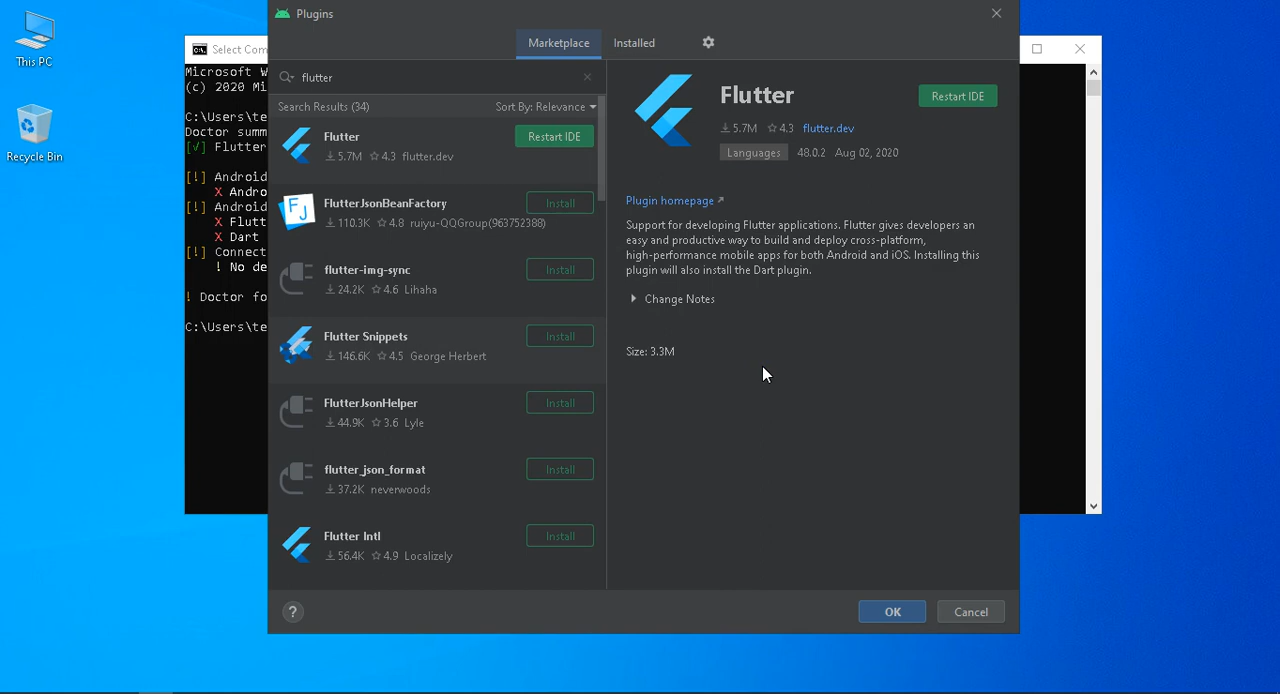 This PC
Recycle Bin
Select Com
Microsoft W
(c) 2020 Mi
C:\Users\te
Doctor summ
[√] Flutter
[!] Android
X Andro
[!] Android
X Flutt
X Dart
[!] Connect
! No de
! Doctor fo
C:\Users\te
Plugins
Marketplace
Installed
flutter
Search Results (34)
Sort By: Relevance
Flutter
Restart IDE
5.7M 4.3 flutter.dev
FlutterJsonBeanFactory
Install
110.3K 4.8 ruiyu-QQGroup(963752388)
flutter-img-sync
Install
24.2K 4.6 Lihaha
Flutter Snippets
Install
146.6K 4.5 George Herbert
FlutterJsonHelper
Install
44.9K 3.6 Lyle
flutter_json_format
Install
37.2K neverwoods
Flutter Intl
Install
56.4K 4.9 Localizely
Flutter
Restart IDE
5.7M 4.3 flutter.dev
Languages 48.0.2 Aug 02, 2020
Plugin homepage
Support for developing Flutter applications. Flutter gives developers an
easy and productive way to build and deploy cross-platform,
high-performance mobile apps for both Android and iOS. Installing this
plugin will also install the Dart plugin.
Change Notes
Size: 3.3M
?
OK
Cancel